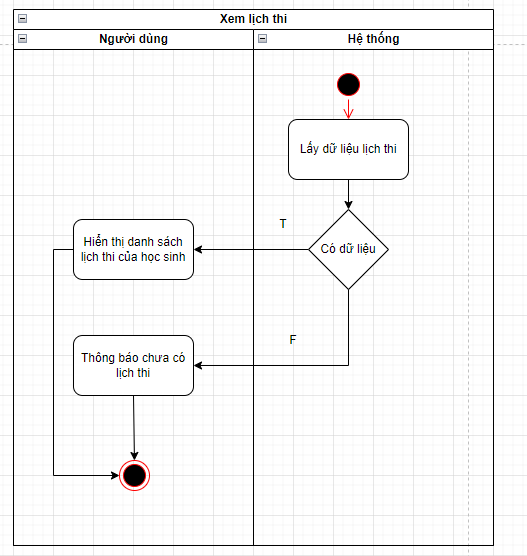 Xem lịch thi
Người dùng
Hệ thống
Lấy dữ liệu lịch thi
Có dữ liệu
T
Hiển thị danh sách
lịch thi của học sinh
F
Thông báo chưa có
lịch thi